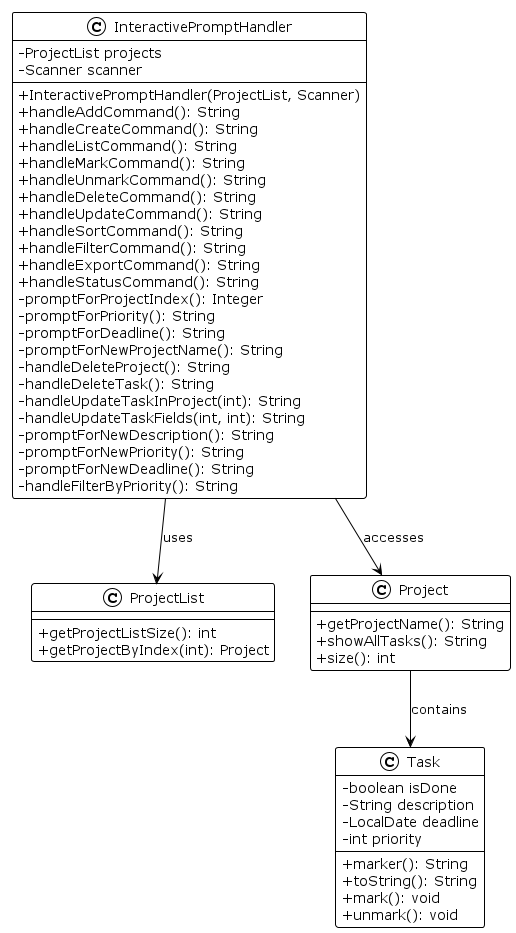 C InteractivePromptHandler
-ProjectList projects
-Scanner scanner
+InteractivePromptHandler(ProjectList, Scanner)
+handleAddCommand(): String
+handleCreateCommand(): String
+handleListCommand(): String
+handleMarkCommand(): String
+handleUnmarkCommand(): String
+handleDeleteCommand(): String
+handleUpdateCommand(): String
+handleSortCommand(): String
+handleFilterCommand(): String
+handleExportCommand(): String
+handleStatusCommand(): String
-promptForProjectIndex(): Integer
-promptForPriority(): String
-promptForDeadline(): String
-promptForNewProjectName(): String
-handleDeleteProject(): String
-handleDeleteTask(): String
-handleUpdateTaskInProject(int): String
-handleUpdateTaskFields(int, int): String
-promptForNewDescription(): String
-promptForNewPriority(): String
-promptForNewDeadline(): String
-handleFilterByPriority(): String
uses
accesses
C ProjectList
+getProjectListSize(): int
+getProjectByIndex(int): Project
C Project
+getProjectName(): String
+showAllTasks(): String
+size(): int
contains
C Task
-boolean isDone
-String description
-LocalDate deadline
-int priority
+marker(): String
+toString(): String
+mark(): void
+unmark(): void